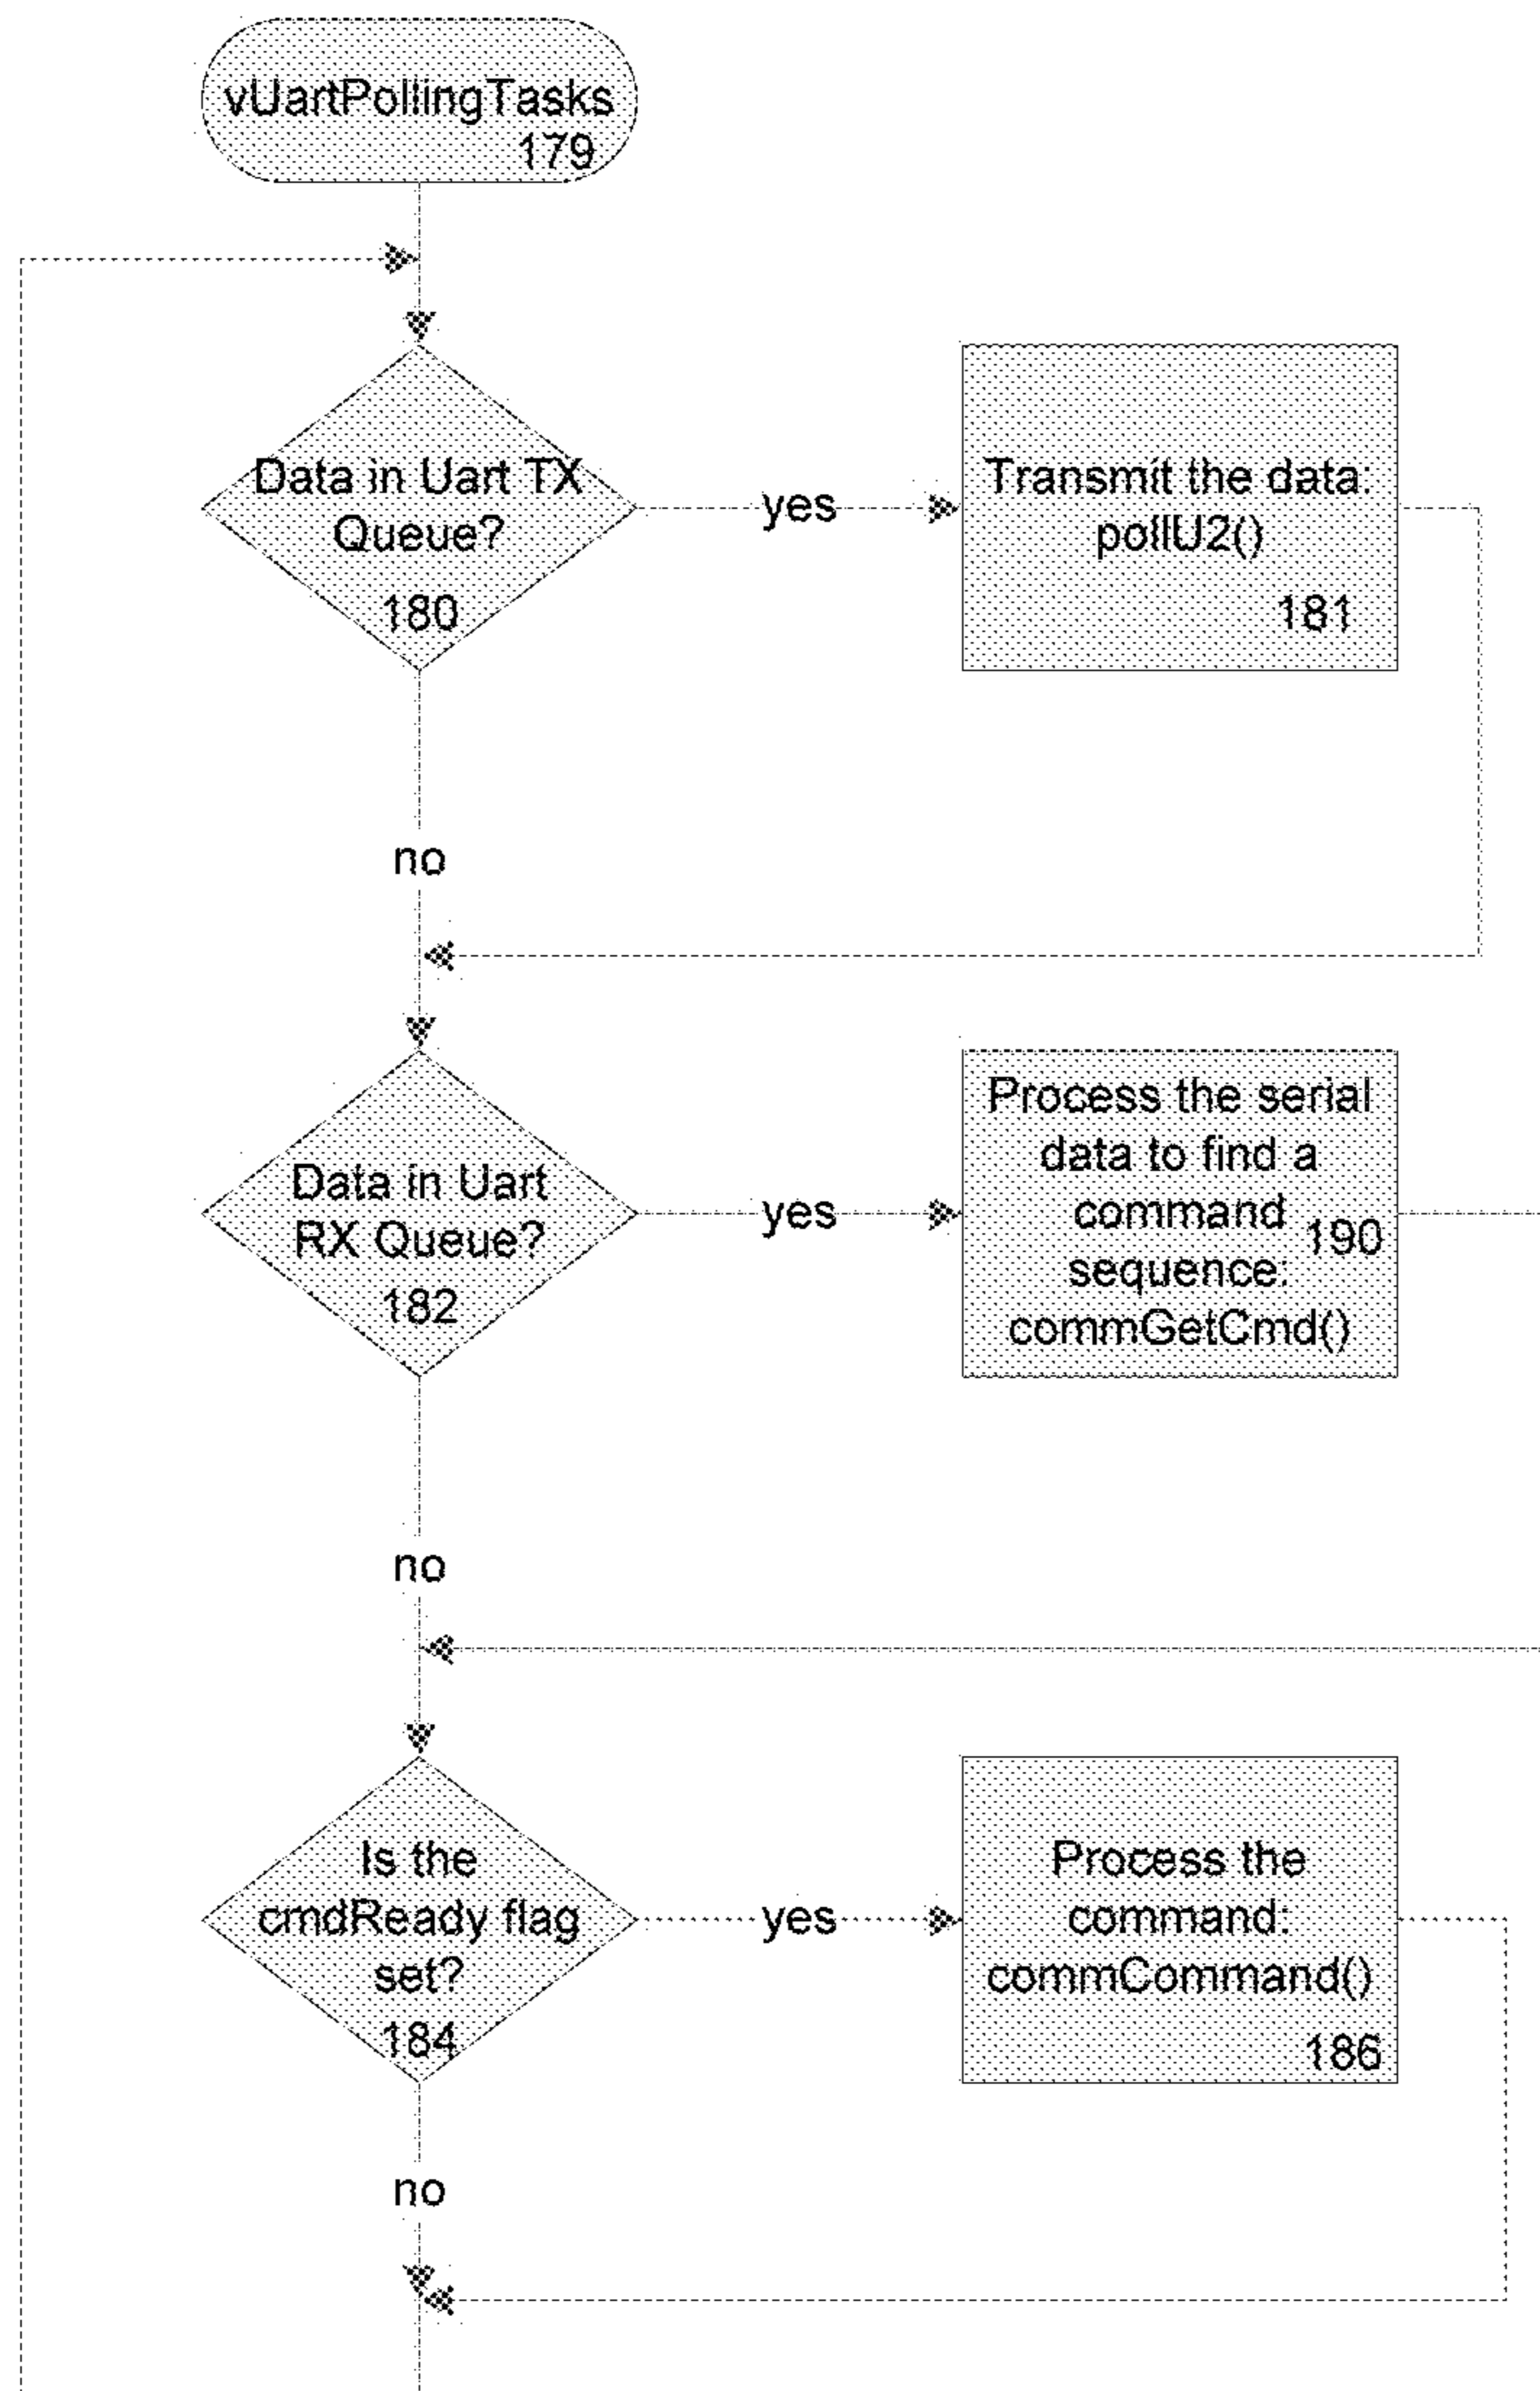 vUartPollingTasks
179
Data in Uart TX
Queue?
180
yes
Transmit the data:
pollU2()
181
no
Data in Uart
RX Queue?
182
yes
Process the serial
data to find a
command
190
sequence:
commGetCmd()
no
Is the
cmdReady flag
set?
184
yes
Process the
command:
commCommand()
186
no